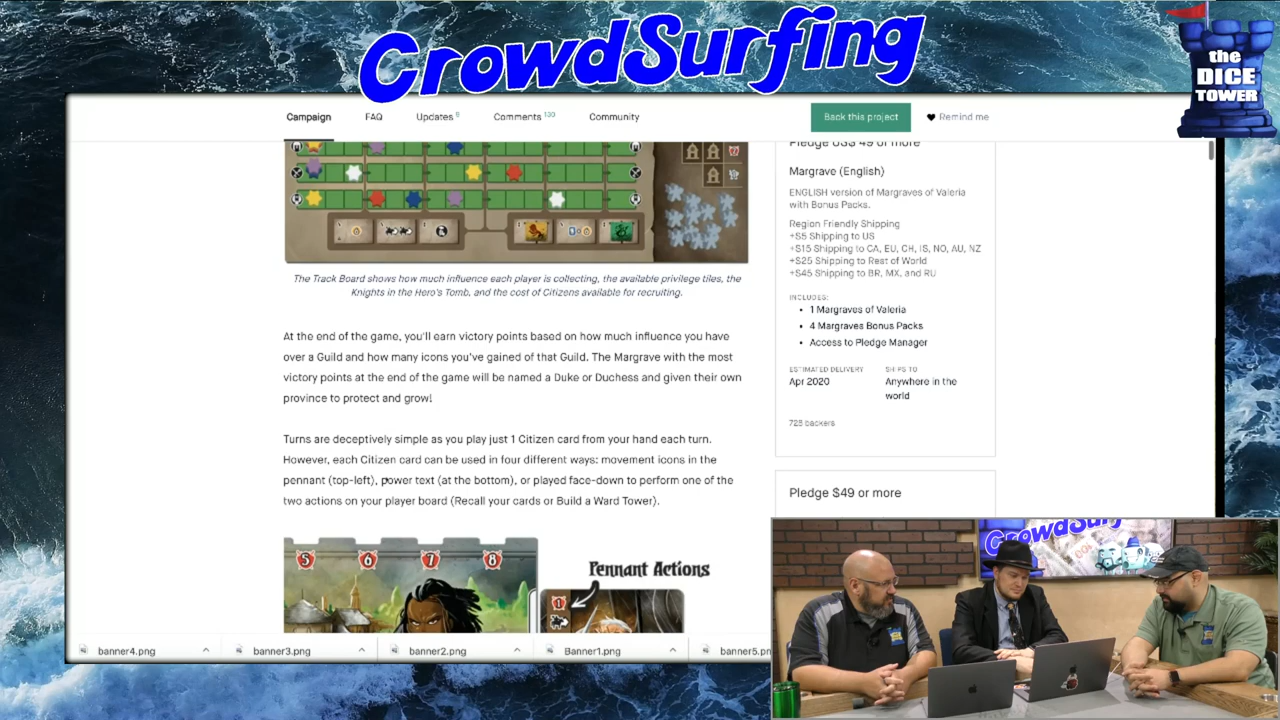 CrowdSurfing
the
DICE
TOWER
Campaign FAQ Updates 8 Comments Community
Back this project Remind me
Pledge US$ 49 or more
Margrave (English)
ENGLISH version of Margraves of Valeria
with Bonus Packs.
Region Friendly Shipping
+$5 Shipping to US
+$15 Shipping to CA, EU, CH, IS, NO, AU, NZ
+$25 Shipping to Rest of World
+$45 Shipping to BR, MX, and RU
INCLUDES:
• 1 Margraves of Valeria
• 4 Margraves Bonus Packs
• Access to Pledge Manager
ESTIMATED DELIVERY SHIPS TO
Apr 2020 Anywhere in the
world
725 backers
Pledge $49 or more
The Track Board shows how much influence each player is collecting, the available privilege tiles, the
Knights in the Hero's Tomb, and the cost of Citizens available for recruiting.
At the end of the game, you'll earn victory points based on how much influence you have
over a Guild and how many icons you've gained of that Guild. The Margrave with the most
victory points at the end of the game will be named a Duke or Duchess and given their own
province to protect and grow!
Turns are deceptively simple as you play just 1 Citizen card from your hand each turn.
However, each Citizen card can be used in four different ways: movement icons in the
pennant (top-left), power text (at the bottom), or played face-down to perform one of the
two actions on your player board (Recall your cards or Build a Ward Tower).
5 6 7 8
Pennant Actions
1
banner4.png banner3.png banner2.png Banner1.png banner5.pn
CrowdSurf